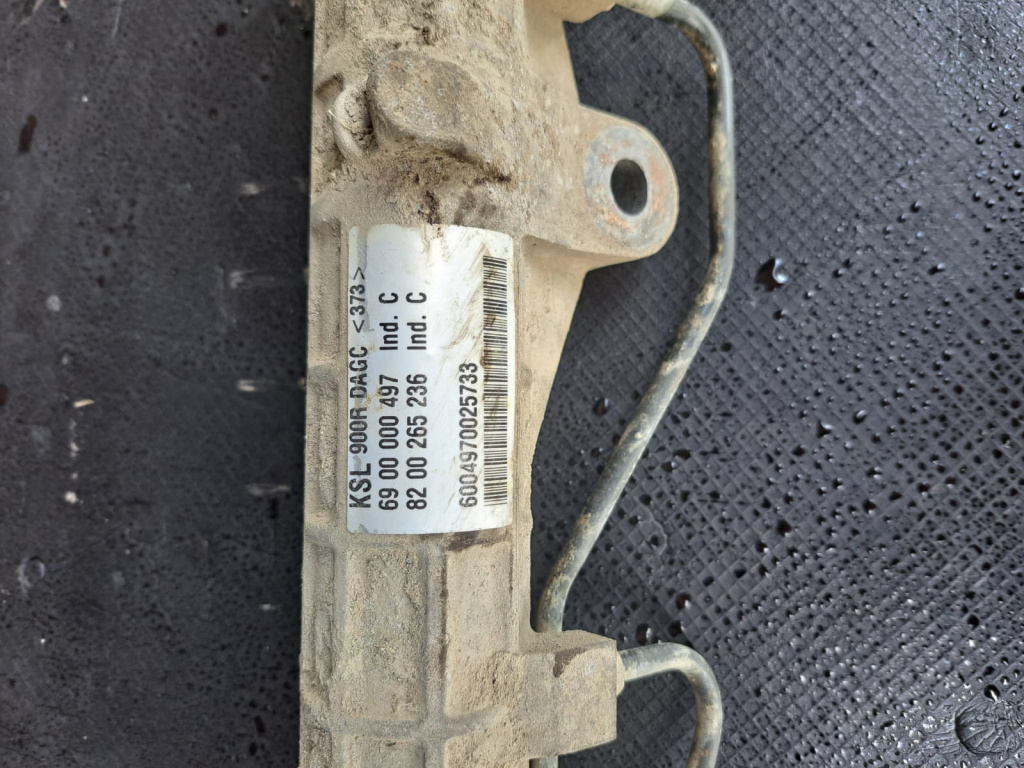 KSL 900R DAGC <373>
69 00 000 497 Ind. C
82 00 265 236 Ind. C
6004970025733